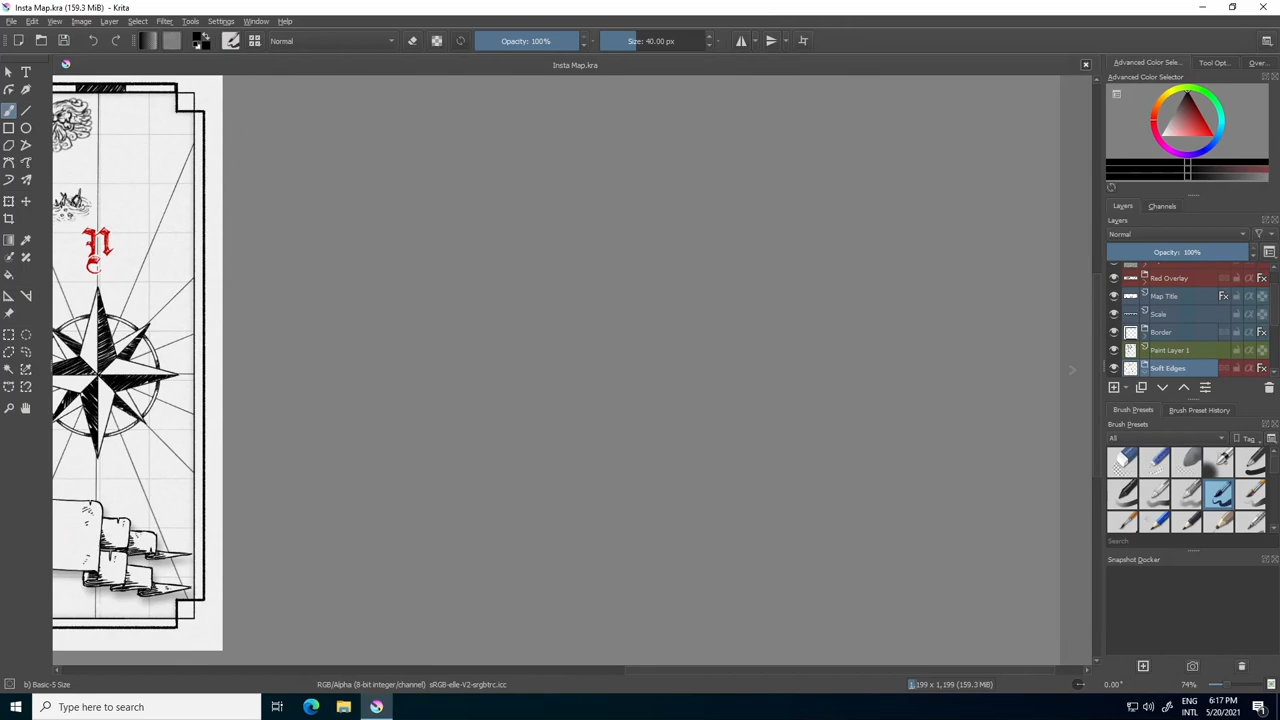 Insta Map.kra (159.3 MiB) - Krita
File Edit View Image Layer Select Filter Tools Settings Window Help
Normal
Opacity: 100%
Size: 40.00 px
Insta Map.kra
Advanced Color Sele... Tool Opt... Over...
Advanced Color Selector
n
Layers Channels
Layers
Normal
Opacity: 100%
Red Overlay
Map Title
Scale
Border
Paint Layer 1
Soft Edges
Brush Presets Brush Preset History
Brush Presets
All
Tag
Search
Snapshot Docker
b) Basic-5 Size
RGB/Alpha (8-bit integer/channel) sRGB-elle-V2-srgbtrc.icc
1,199 x 1,199 (159.3 MiB)
0.00°
74%
Type here to search
ENG
INTL
6:17 PM
5/20/2021
1